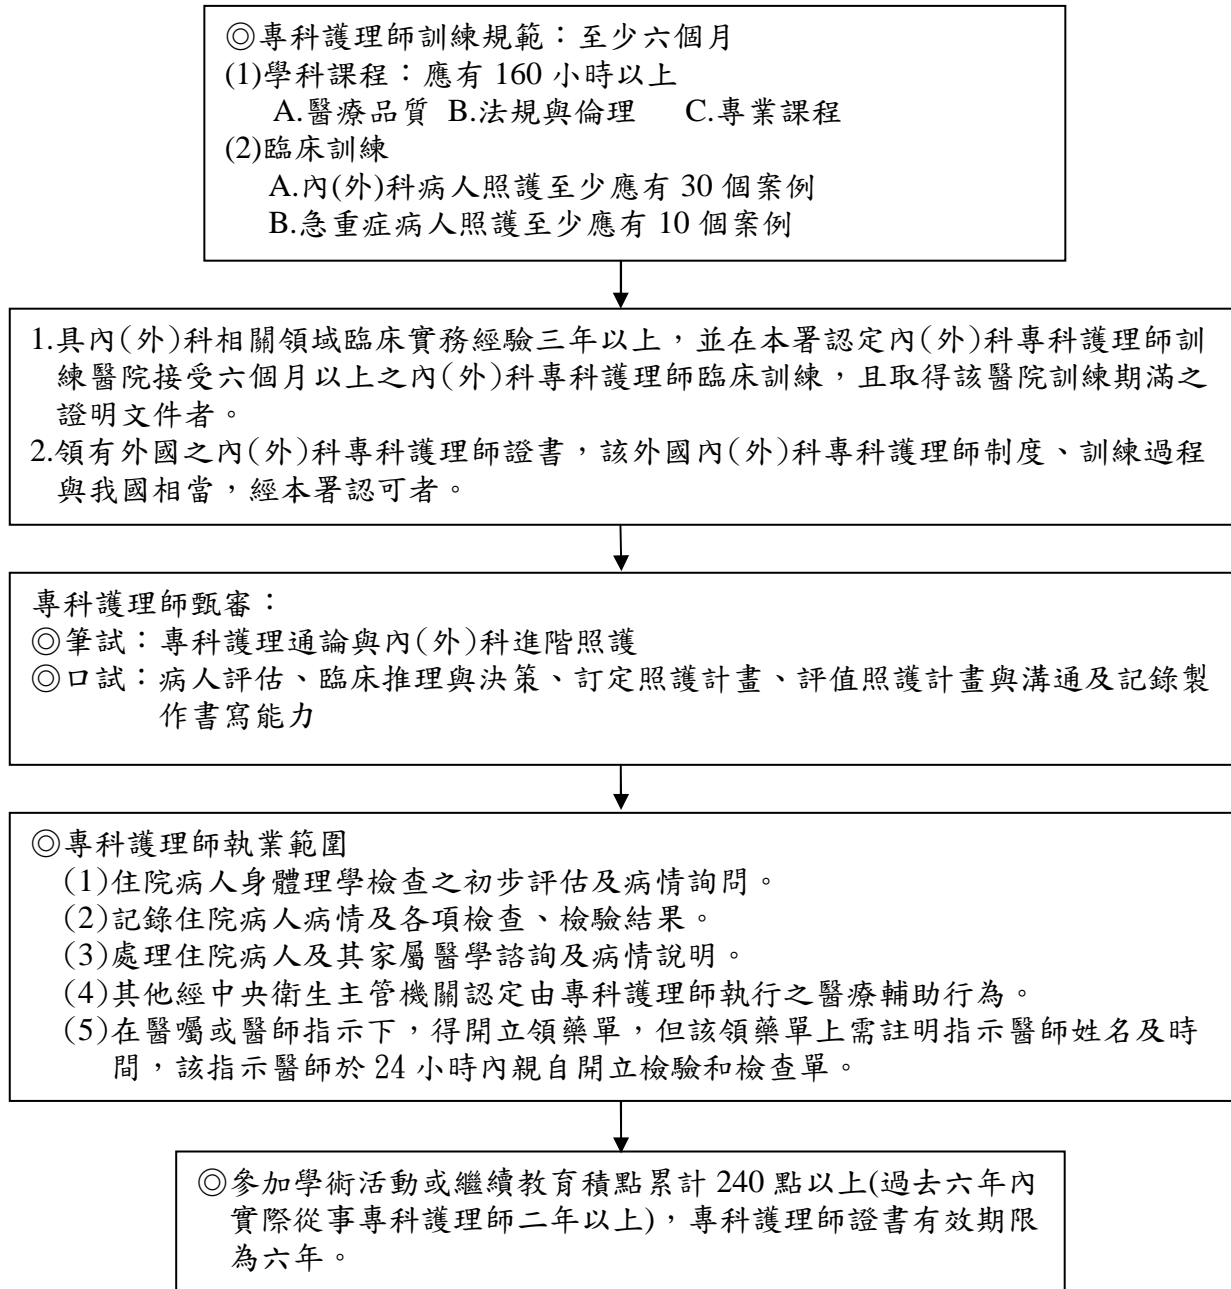 ◎專科護理師訓練規範：至少六個月
(1)學科課程：應有 160 小時以上
A.醫療品質 B.法規與倫理 C.專業課程
(2)臨床訓練
A.內(外)科病人照護至少應有 30 個案例
B.急重症病人照護至少應有 10 個案例
1.具內(外)科相關領域臨床實務經驗三年以上，並在本署認定內(外)科專科護理師訓
練醫院接受六個月以上之內(外)科專科護理師臨床訓練，且取得該醫院訓練期滿之
證明文件者。
2.領有外國之內(外)科專科護理師證書，該外國內(外)科專科護理師制度、訓練過程
與我國相當，經本署認可者。
專科護理師甄審：
◎筆試：專科護理通論與內(外)科進階照護
◎口試：病人評估、臨床推理與決策、訂定照護計畫、評值照護計畫與溝通及記錄製
作書寫能力
◎專科護理師執業範圍
(1)住院病人身體理學檢查之初步評估及病情詢問。
(2)記錄住院病人病情及各項檢查、檢驗結果。
(3)處理住院病人及其家屬醫學諮詢及病情說明。
(4)其他經中央衛生主管機關認定由專科護理師執行之醫療輔助行為。
(5)在醫囑或醫師指示下，得開立領藥單，但該領藥單上需註明指示醫師姓名及時
間，該指示醫師於 24 小時內親自開立檢驗和檢查單。
◎參加學術活動或繼續教育積點累計 240 點以上(過去六年內
實際從事專科護理師二年以上)，專科護理師證書有效期限
為六年。